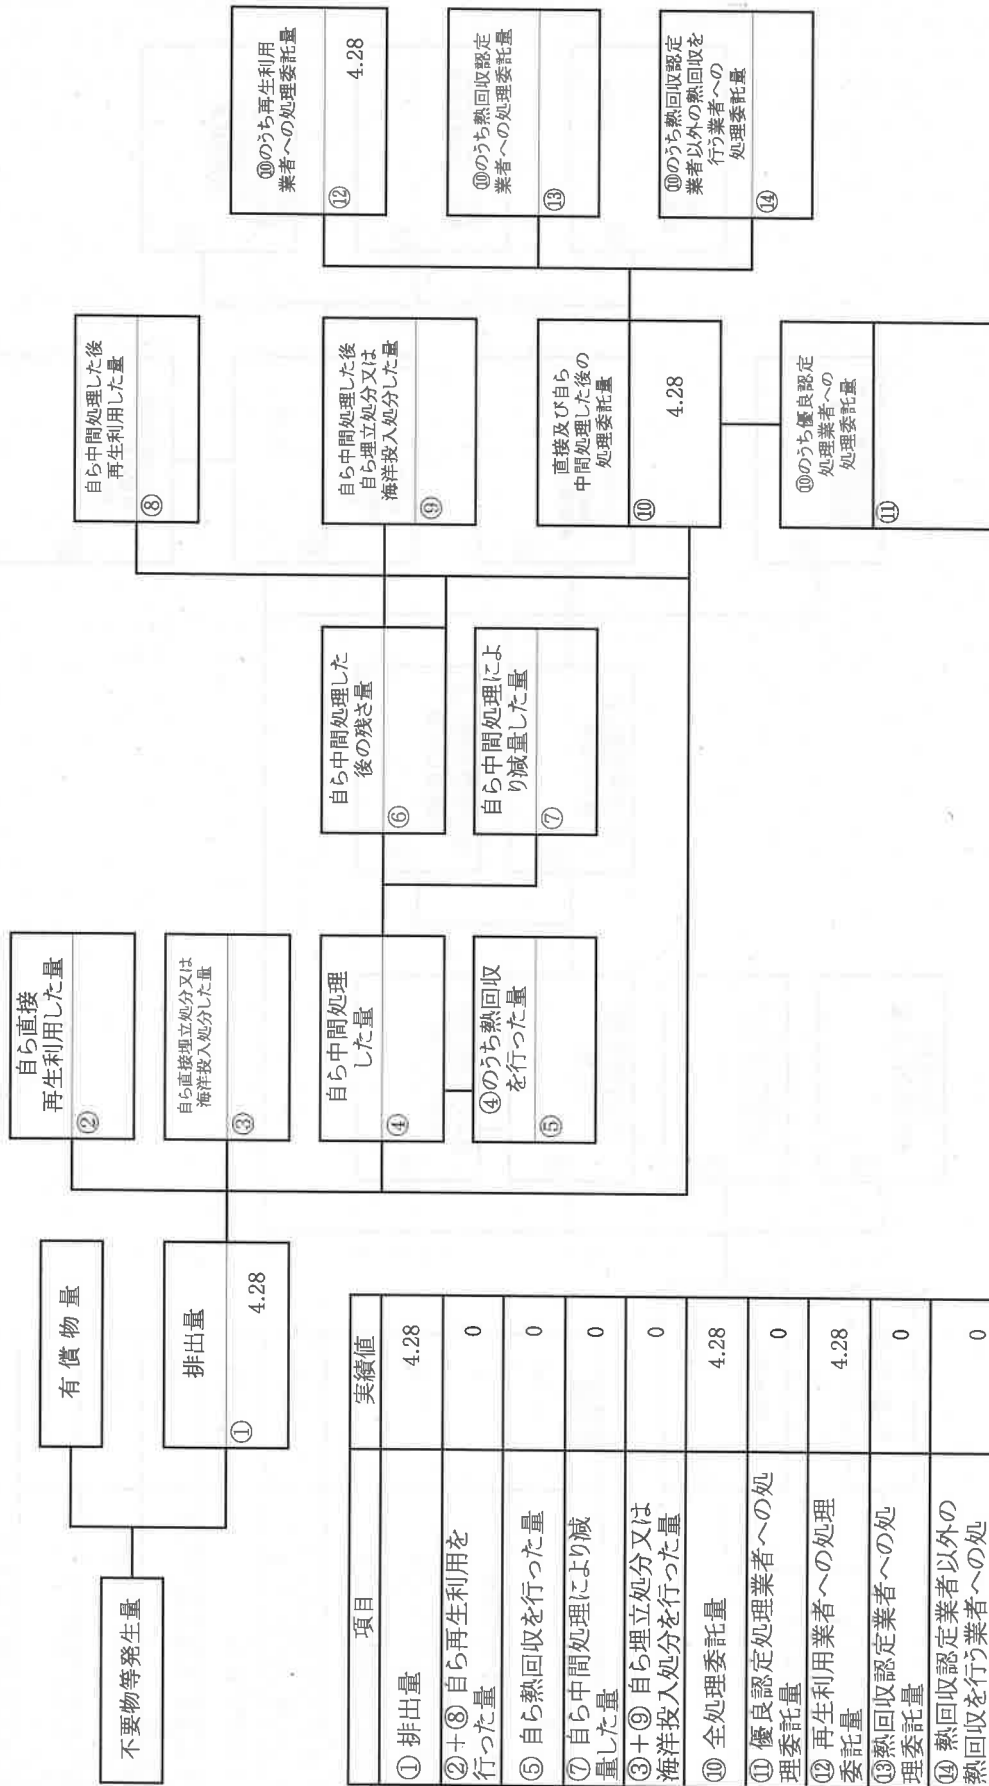 不要物等発生量
有償物量
排出量
①
4.28
自ら直接
再生利用した量
②
自ら直接埋立処分又は
海洋投入処分した量
③
自ら中間処理
した量
④
④のうち熱回収
を行った量
⑤
自ら中間処理した
後の残さ量
⑥
自ら中間処理によ
り減量した量
⑦
自ら中間処理した後
再生利用した量
⑧
自ら中間処理した後
自ら埋立処分又は
海洋投入処分した量
⑨
直接及び自ら
中間処理した後の
処理委託量
⑩
4.28
⑩のうち優良認定
処理業者への
処理委託量
⑪
⑩のうち再生利用
業者への処理委託量
⑫
4.28
⑩のうち熱回収認定
業者への処理委託量
⑬
⑩のうち熱回収認定
業者以外の熱回収を
行う業者への
処理委託量
⑭
項目
実績値
① 排出量
4.28
②+⑧ 自ら再生利用を
行った量
0
⑤ 自ら熱回収を行った量
0
⑦ 自ら中間処理により減
量した量
0
③+⑨ 自ら埋立処分又は
海洋投入処分を行った量
0
⑩ 全処理委託量
4.28
⑪ 優良認定処理業者への処
理委託量
0
⑫ 再生利用業者への処理
委託量
4.28
⑬熱回収認定業者への処
理委託量
0
⑭ 熱回収認定業者以外の
熱回収を行う業者への処
0